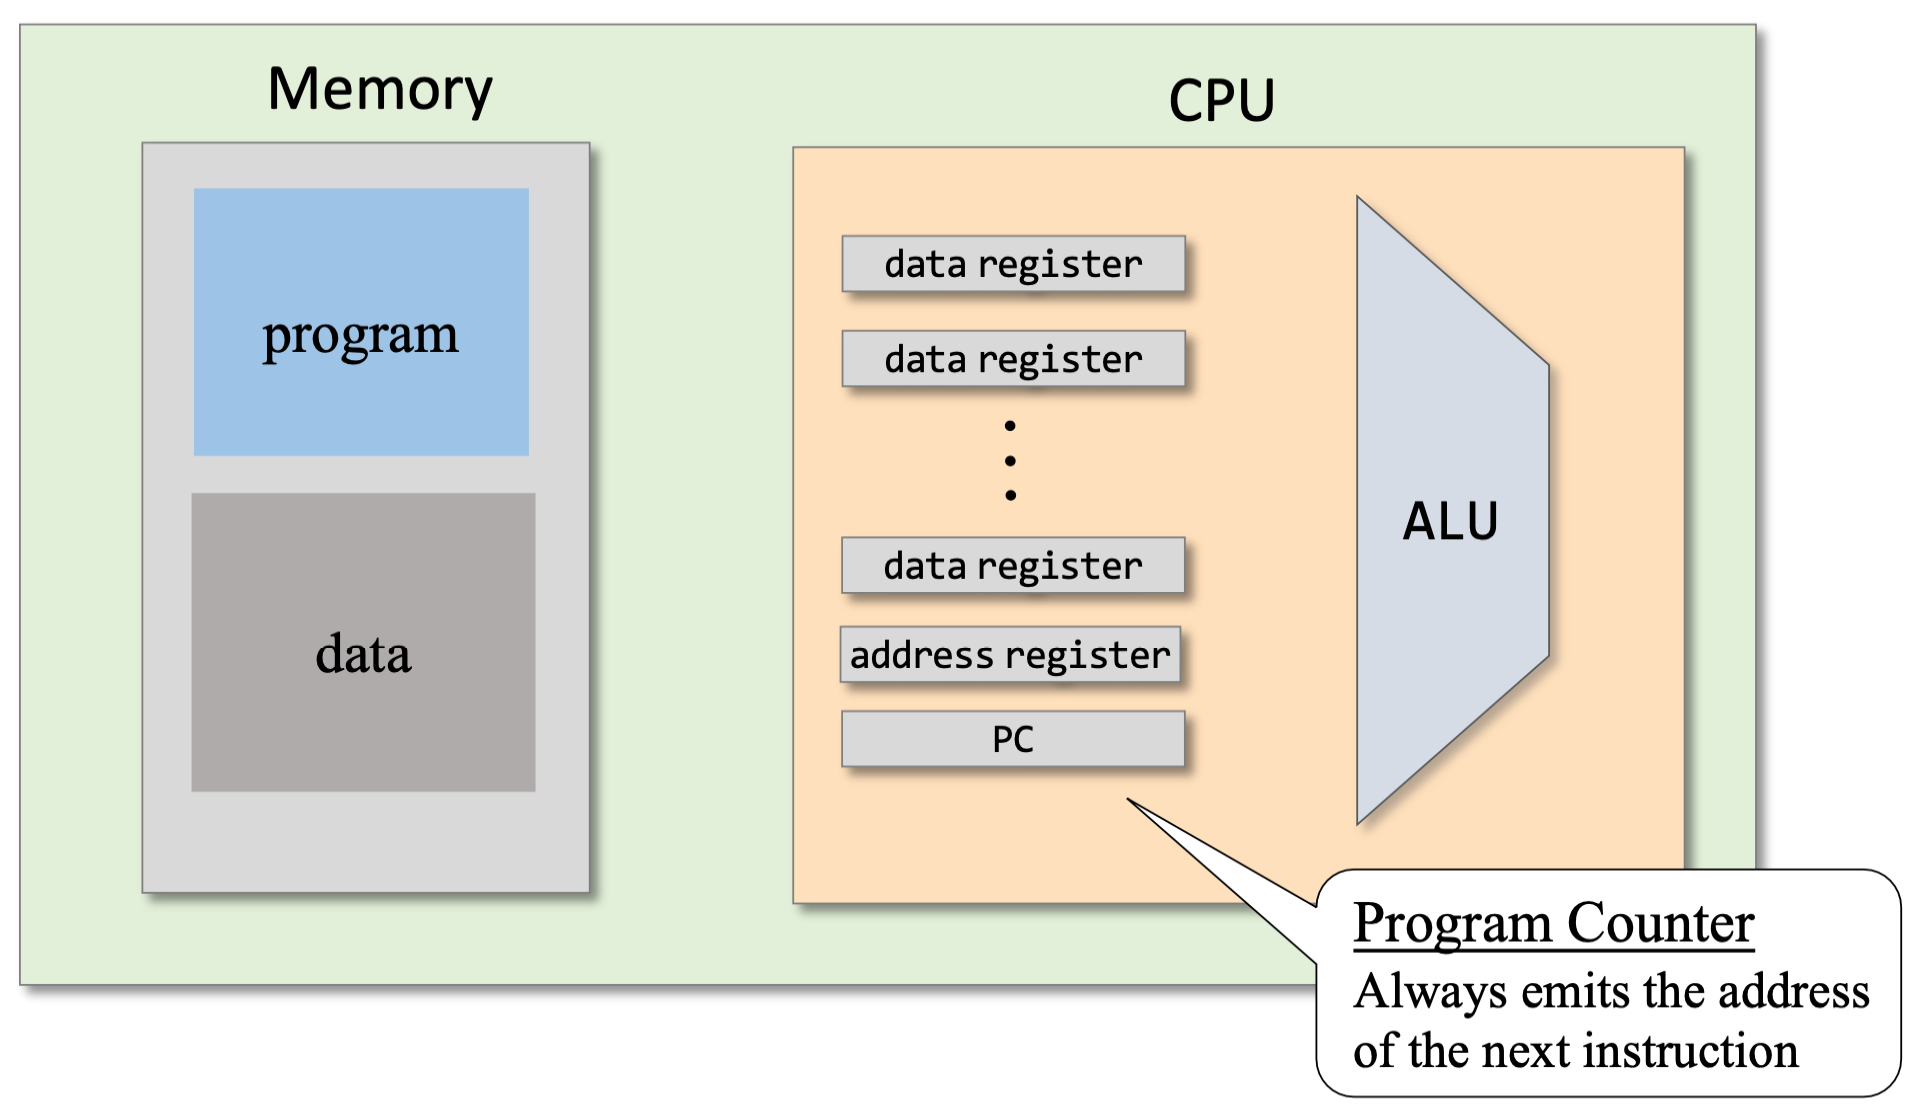 Memory
CPU
program
data
data register
data register
data register
address register
PC
ALU
Program Counter
Always emits the address
of the next instruction